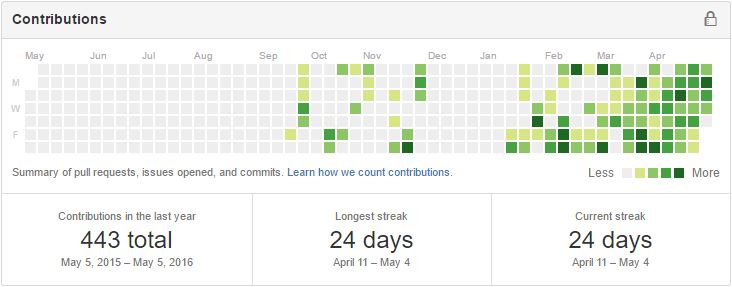 Contributions
May Jun Jul Aug Sep Oct Nov Dec Jan Feb Mar Apr
M
W
F
Summary of pull requests, issues opened, and commits. Learn how we count contributions. Less More
Contributions in the last year
443 total
May 5, 2015 – May 5, 2016
Longest streak
24 days
April 11 – May 4
Current streak
24 days
April 11 – May 4